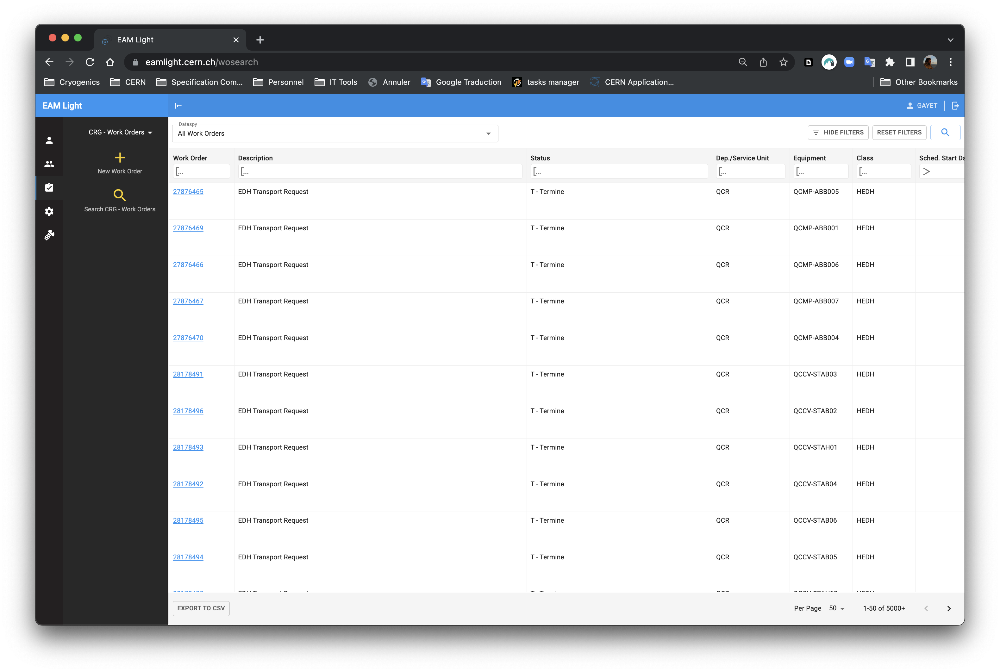 EAM Light
eamlight.cern.ch/wosearch
Cryogenics CERN Specification Com... Personnel IT Tools Annuler Google Traduction tasks manager CERN Application... Other Bookmarks
EAM Light GAYET
CRG - Work Orders
New Work Order
Search CRG - Work Orders
Dataspy
All Work Orders
HIDE FILTERS RESET FILTERS
Work Order Description Status Dep./Service Unit Equipment Class Sched. Start Da
[... [... [... [... [... [... >
27876465 EDH Transport Request T - Termine QCR QCMP-ABB005 HEDH
27876469 EDH Transport Request T - Termine QCR QCMP-ABB001 HEDH
27876466 EDH Transport Request T - Termine QCR QCMP-ABB006 HEDH
27876467 EDH Transport Request T - Termine QCR QCMP-ABB007 HEDH
27876470 EDH Transport Request T - Termine QCR QCMP-ABB004 HEDH
28178491 EDH Transport Request T - Termine QCR QCCV-STAB03 HEDH
28178496 EDH Transport Request T - Termine QCR QCCV-STAB02 HEDH
28178493 EDH Transport Request T - Termine QCR QCCV-STAH01 HEDH
28178492 EDH Transport Request T - Termine QCR QCCV-STAB04 HEDH
28178495 EDH Transport Request T - Termine QCR QCCV-STAB06 HEDH
28178494 EDH Transport Request T - Termine QCR QCCV-STAB05 HEDH
EXPORT TO CSV Per Page 50 1-50 of 5000+